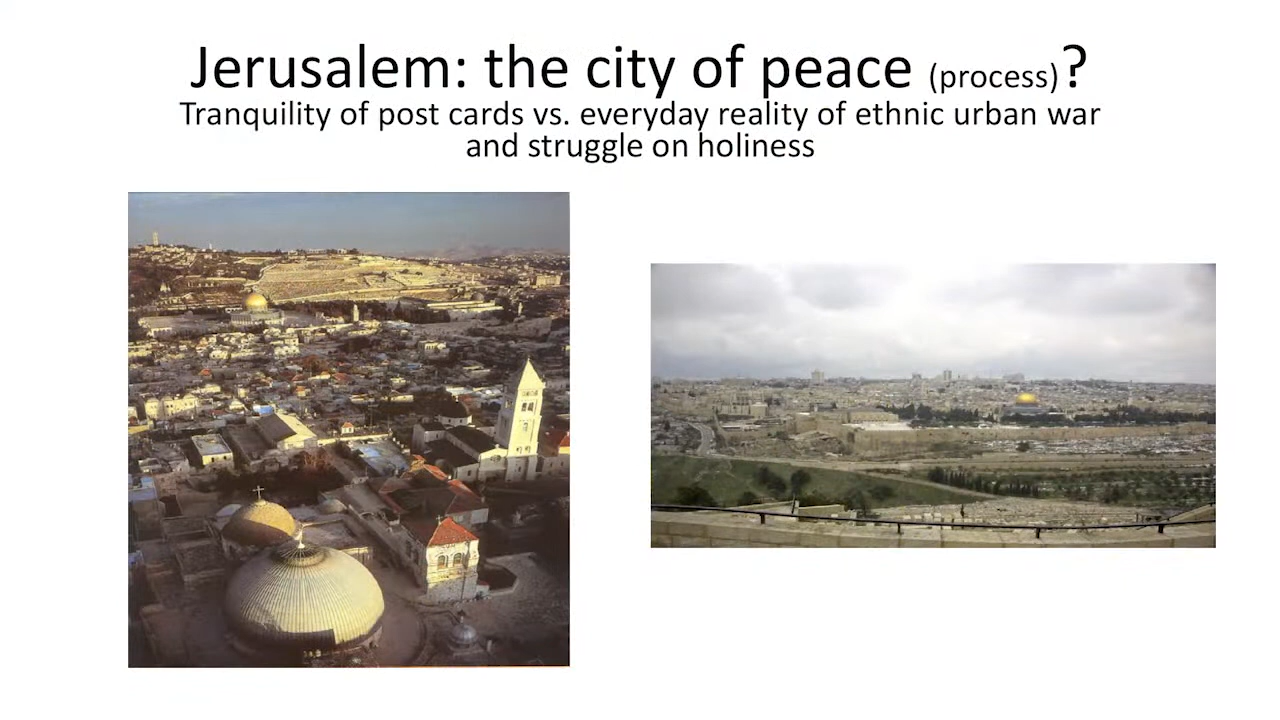 Jerusalem: the city of peace (process)?
Tranquility of post cards vs. everyday reality of ethnic urban war
and struggle on holiness